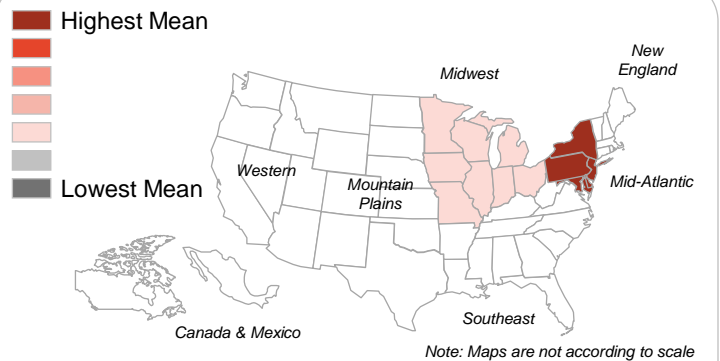 Highest Mean
New
England
Midwest
Western
Mountain
Plains
Mid-Atlantic
Lowest Mean
Southeast
Canada & Mexico
Note: Maps are not according to scale